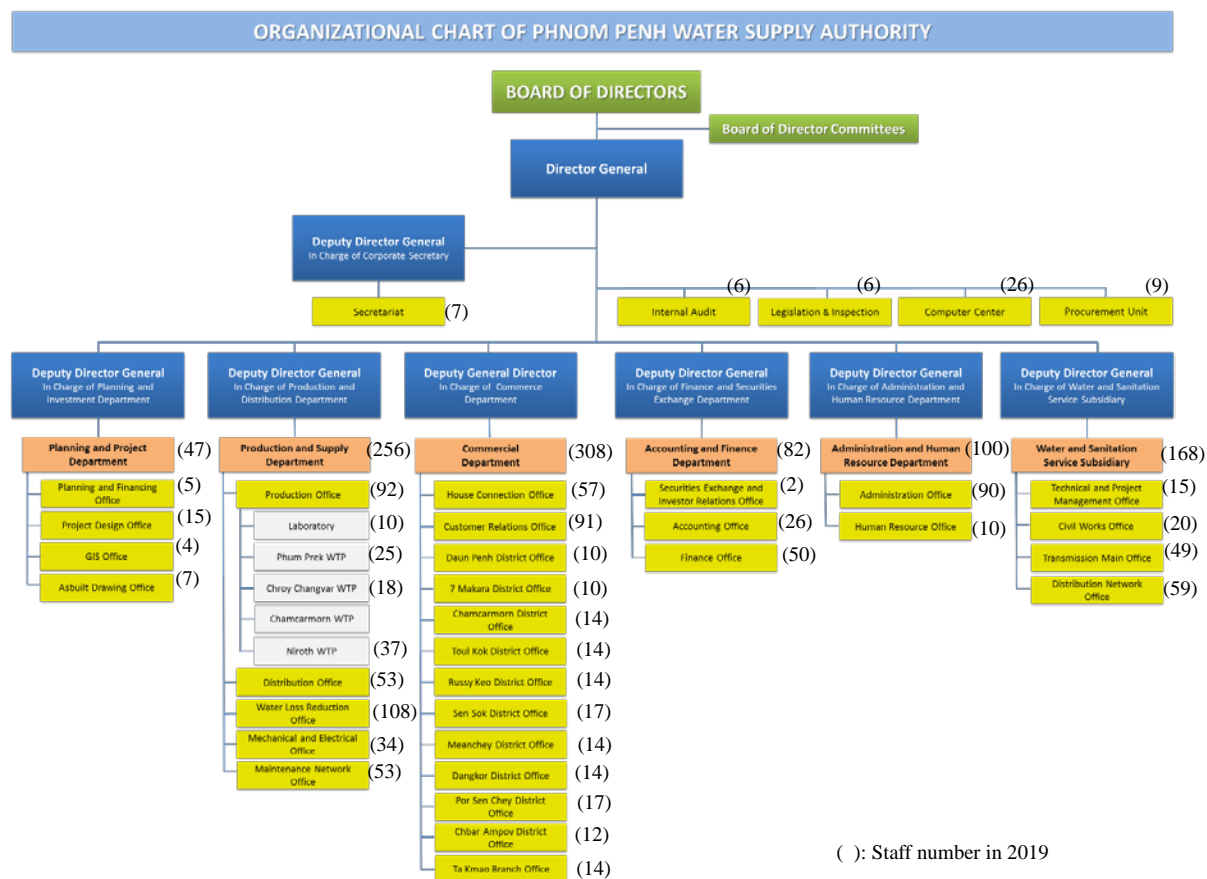 ORGANIZATIONAL CHART OF PHNOM PENH WATER SUPPLY AUTHORITY
BOARD OF DIRECTORS
Board of Director Committees
Director General
Deputy Director General
In Charge of Corporate Secretary
Secretariat
(7)
(6)
Internal Audit
(6)
Legislation & Inspection
(26)
Computer Center
(9)
Procurement Unit
Deputy Director General
In Charge of Planning and
Investment Department
Planning and Project
Department
(47)
Planning and Financing
Office
(5)
Project Design Office
(15)
GIS Office
(4)
Asbuilt Drawing Office
(7)
Deputy Director General
In Charge of Production and
Distribution Department
Production and Supply
Department
(256)
Production Office
(92)
Laboratory
(10)
Phum Prek WTP
(25)
Chroy Changvar WTP
(18)
Chamcarmorn WTP
Niroth WTP
(37)
Distribution Office
(53)
Water Loss Reduction
Office
(108)
Mechanical and Electrical
Office
(34)
Maintenance Network
Office
(53)
Deputy General Director
In Charge of Commerce
Department
Commercial
Department
(308)
House Connection Office
(57)
Customer Relations Office
(91)
Daun Penh District Office
(10)
7 Makara District Office
(10)
Chamcarmorn District
Office
(14)
Toul Kok District Office
(14)
Russy Keo District Office
(14)
Sen Sok District Office
(17)
Meanchey District Office
(14)
Dangkor District Office
(14)
Por Sen Chey District
Office
(17)
Chbar Ampov District
Office
(12)
Ta Kmao Branch Office
(14)
Deputy Director General
In Charge of Finance and Securities
Exchange Department
Accounting and Finance
Department
(82)
Securities Exchange and
Investor Relations Office
(2)
Accounting Office
(26)
Finance Office
(50)
Deputy Director General
In Charge of Administration and
Human Resource Department
Administration and Human
Resource Department
(100)
Administration Office
(90)
Human Resource Office
(10)
Deputy Director General
In Charge of Water and Sanitation
Service Subsidiary
Water and Sanitation
Service Subsidiary
(168)
Technical and Project
Management Office
(15)
Civil Works Office
(20)
Transmission Main Office
(49)
Distribution Network
Office
(59)
( ): Staff number in 2019